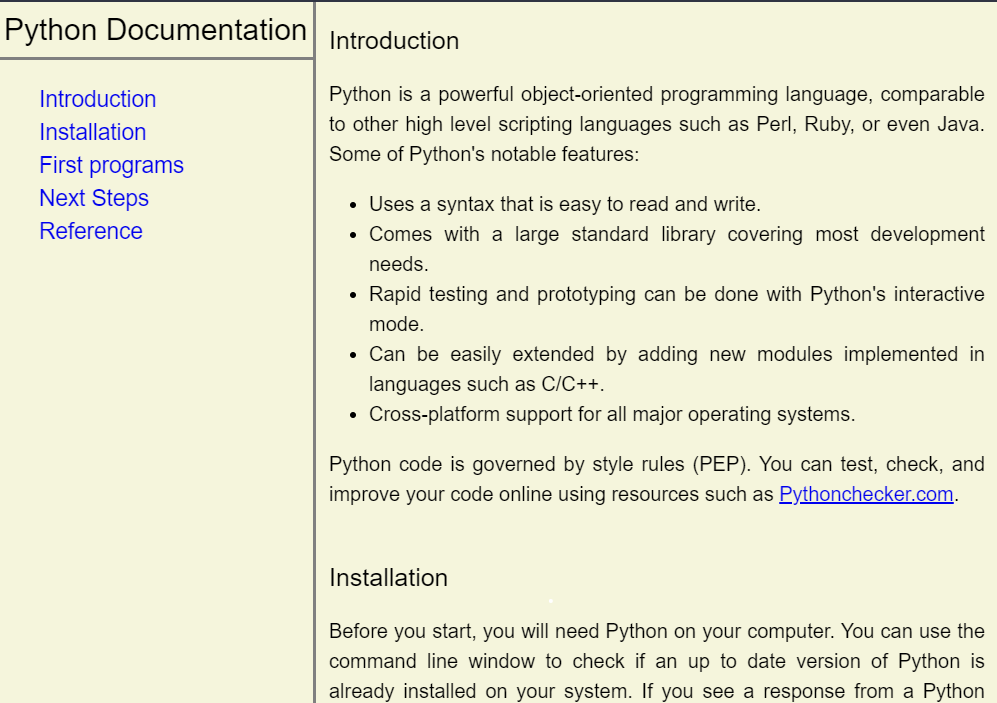 Python Documentation
Introduction
Installation
First programs
Next Steps
Reference
Introduction
Python is a powerful object-oriented programming language, comparable
to other high level scripting languages such as Perl, Ruby, or even Java.
Some of Python's notable features:
• Uses a syntax that is easy to read and write.
• Comes with a large standard library covering most development
needs.
• Rapid testing and prototyping can be done with Python's interactive
mode.
• Can be easily extended by adding new modules implemented in
languages such as C/C++.
• Cross-platform support for all major operating systems.
Python code is governed by style rules (PEP). You can test, check, and
improve your code online using resources such as Pythonchecker.com.
Installation
Before you start, you will need Python on your computer. You can use the
command line window to check if an up to date version of Python is
already installed on your system. If you see a response from a Python